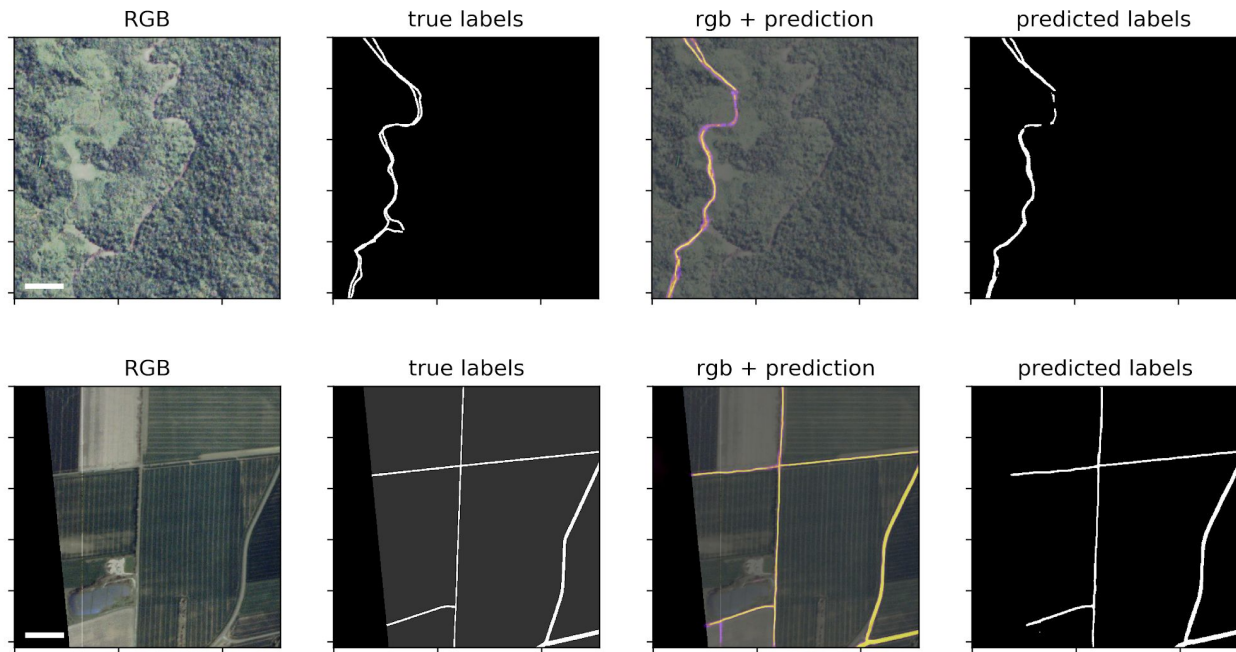 RGB
true labels
rgb + prediction
predicted labels
RGB
true labels
rgb + prediction
predicted labels